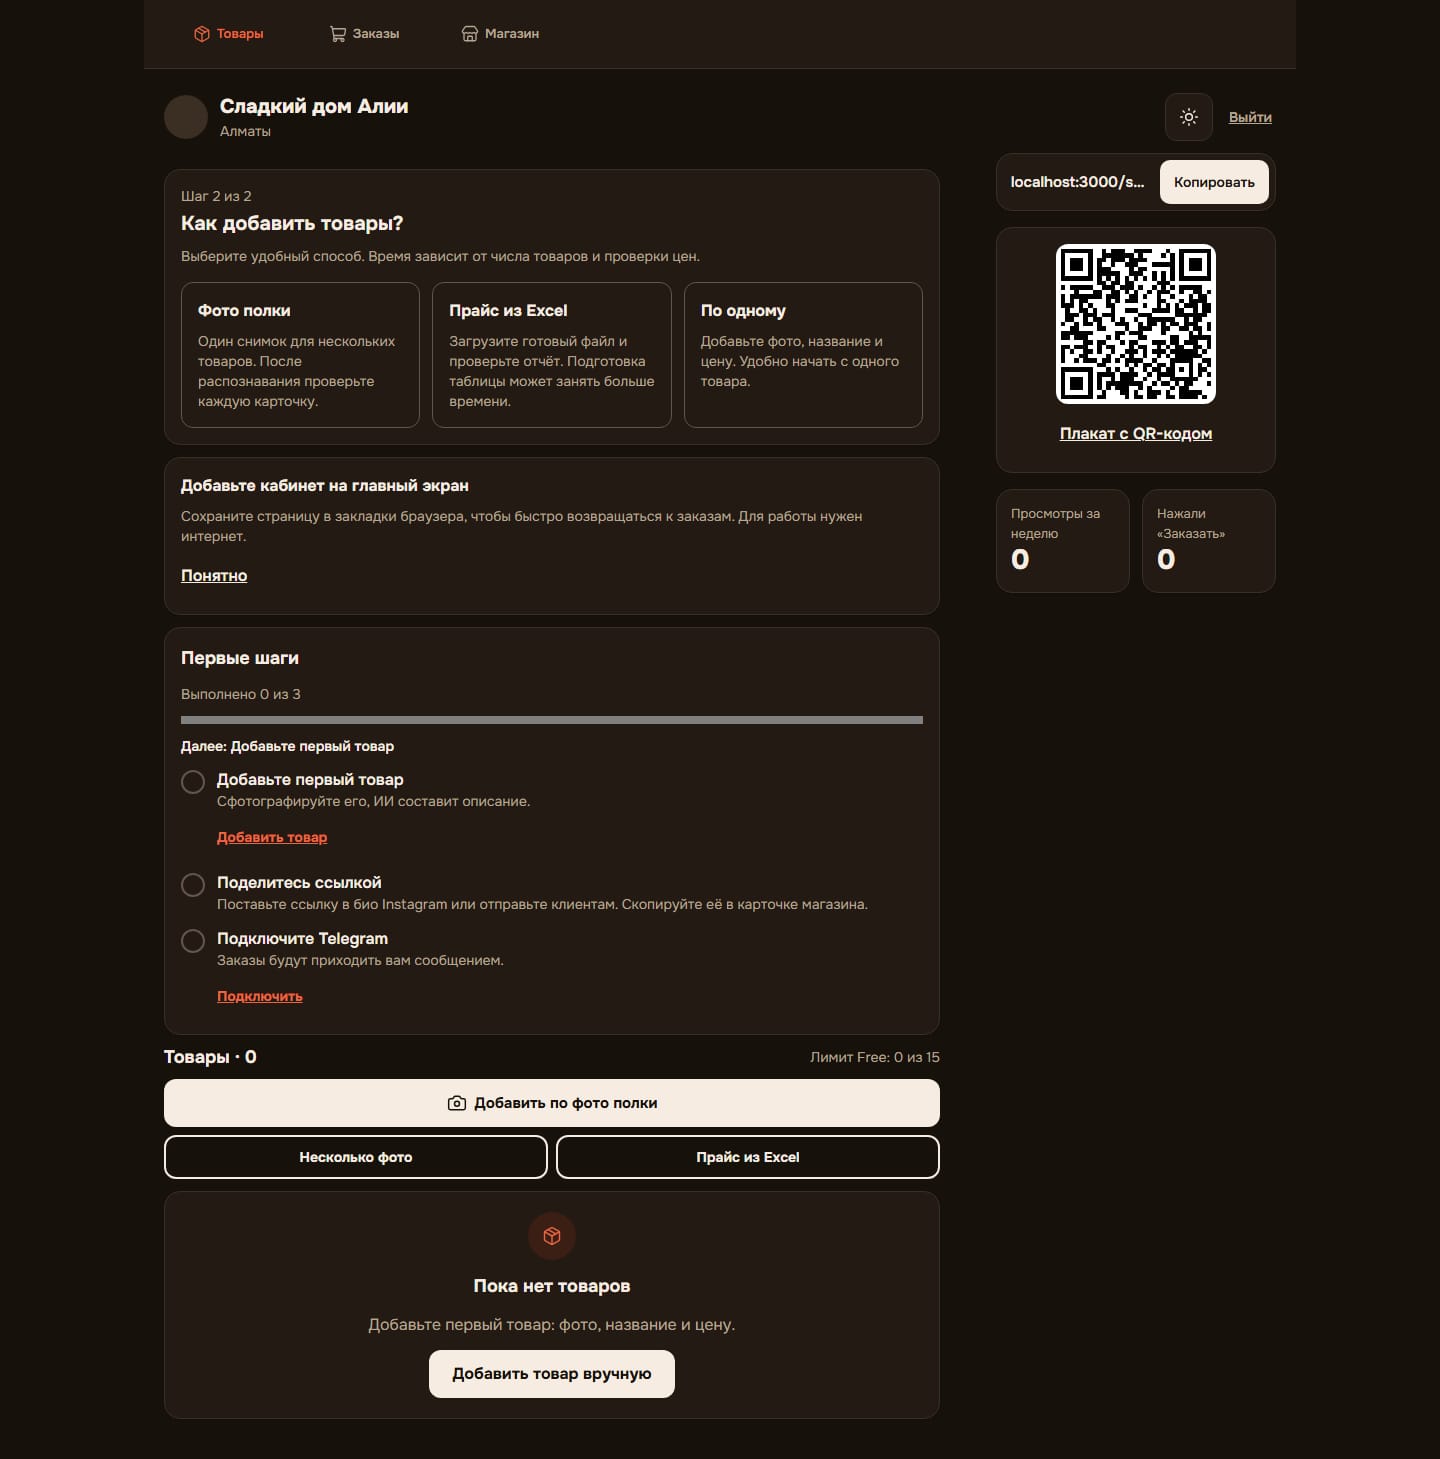 Товары
Заказы
Магазин
Сладкий дом Алии
Алматы
Выйти
Шаг 2 из 2
Как добавить товары?
Выберите удобный способ. Время зависит от числа товаров и проверки цен.
Фото полки
Один снимок для нескольких
товаров. После
распознавания проверьте
каждую карточку.
Прайс из Excel
Загрузите готовый файл и
проверьте отчёт. Подготовка
таблицы может занять больше
времени.
По одному
Добавьте фото, название и
цену. Удобно начать с одного
товара.
Добавьте кабинет на главный экран
Сохраните страницу в закладки браузера, чтобы быстро возвращаться к заказам. Для работы нужен
интернет.
Понятно
Первые шаги
Выполнено 0 из 3
Далее: Добавьте первый товар
Добавьте первый товар
Сфотографируйте его, ИИ составит описание.
Добавить товар
Поделитесь ссылкой
Поставьте ссылку в био Instagram или отправьте клиентам. Скопируйте её в карточке магазина.
Подключите Telegram
Заказы будут приходить вам сообщением.
Подключить
Товары · 0
Лимит Free: 0 из 15
Добавить по фото полки
Несколько фото
Прайс из Excel
Пока нет товаров
Добавьте первый товар: фото, название и цену.
Добавить товар вручную
localhost:3000/s...
Копировать
Плакат с QR-кодом
Просмотры за
неделю
0
Нажали
«Заказать»
0